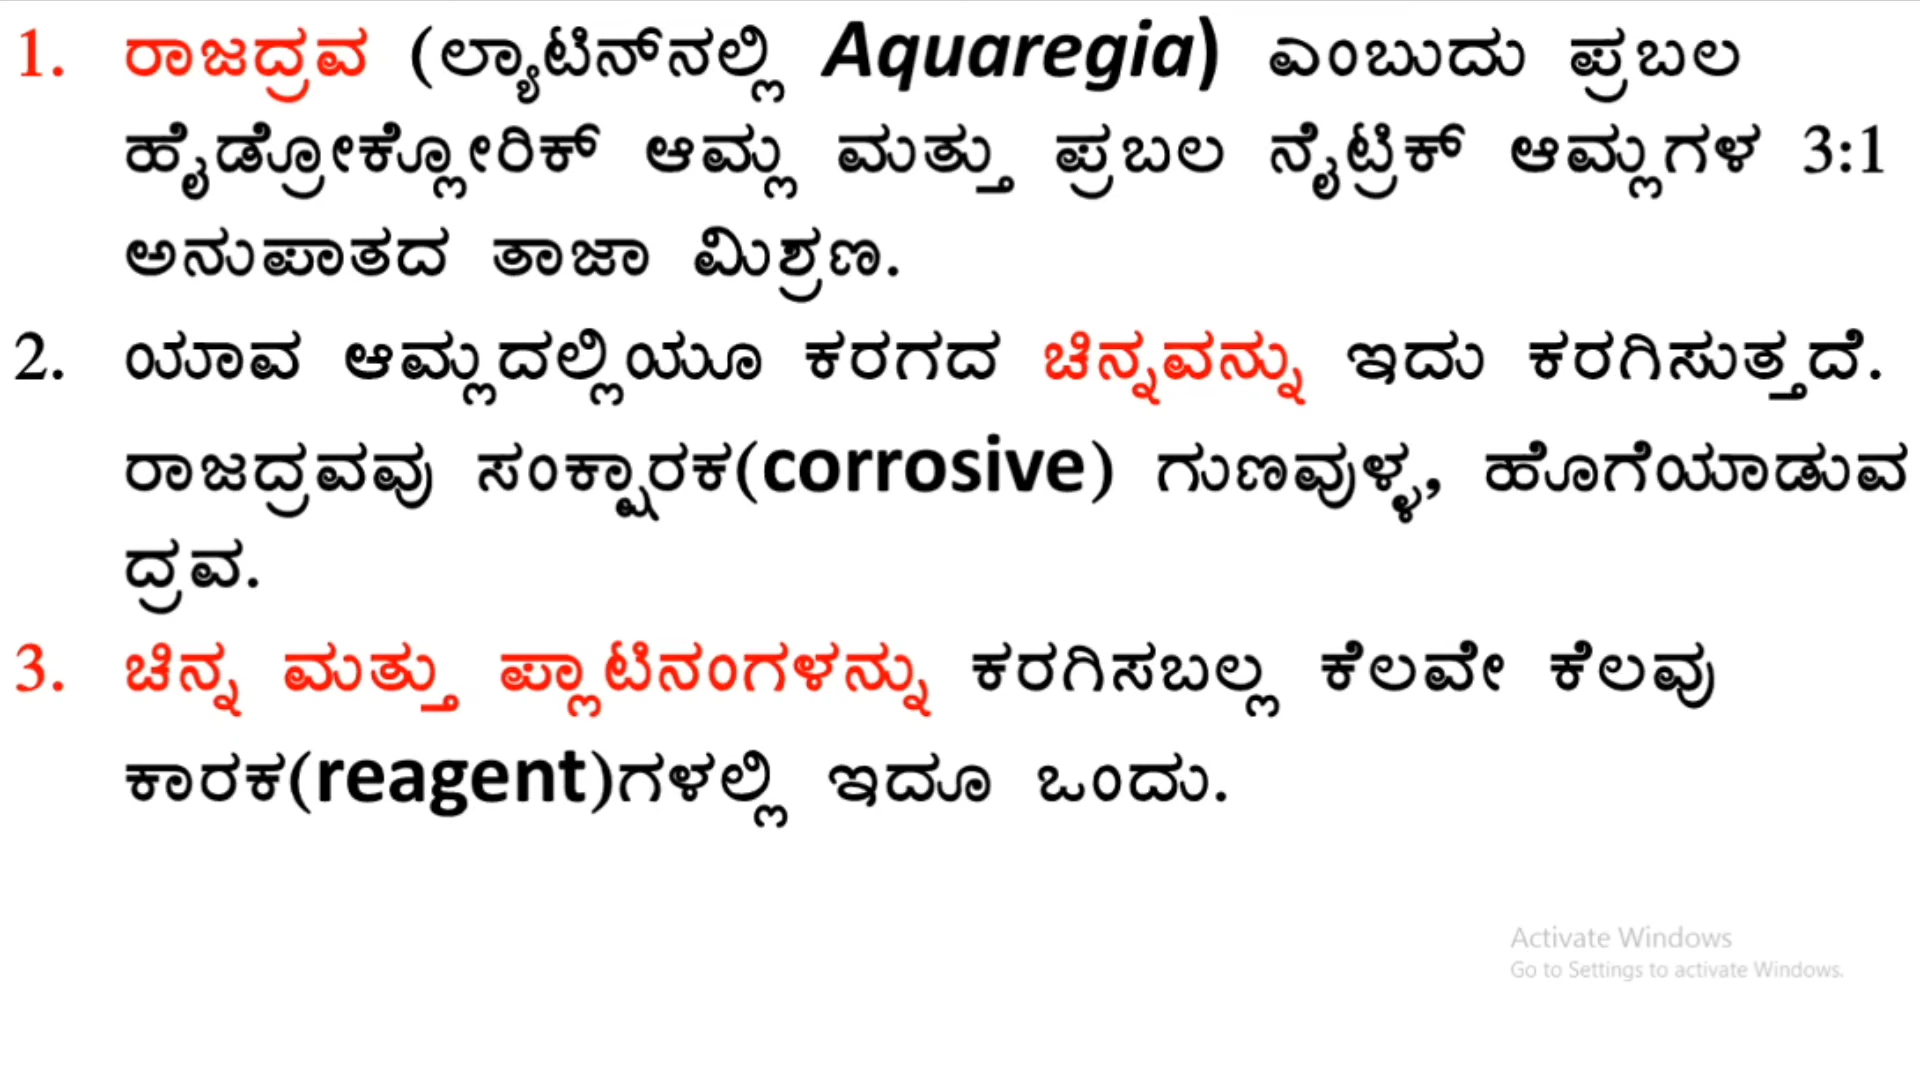 1. ರಾಜದ್ರವ (ಲ್ಯಾಟಿನ್‌ನಲ್ಲಿ Aquaregia) ಎಂಬುದು ಪ್ರಬಲ
ಹೈಡ್ರೋಕ್ಲೋರಿಕ್ ಆಮ್ಲ ಮತ್ತು ಪ್ರಬಲ ನೈಟ್ರಿಕ್ ಆಮ್ಲಗಳ 3:1
ಅನುಪಾತದ ತಾಜಾ ಮಿಶ್ರಣ.
2. ಯಾವ ಆಮ್ಲದಲ್ಲಿಯೂ ಕರಗದ ಚಿನ್ನವನ್ನು ಇದು ಕರಗಿಸುತ್ತದೆ.
ರಾಜದ್ರವವು ಸಂಕ್ಷಾರಕ(corrosive) ಗುಣವುಳ್ಳ, ಹೊಗೆಯಾಡುವ
ದ್ರವ.
3. ಚಿನ್ನ ಮತ್ತು ಪ್ಲಾಟಿನಂಗಳನ್ನು ಕರಗಿಸಬಲ್ಲ ಕೆಲವೇ ಕೆಲವು
ಕಾರಕ(reagent)ಗಳಲ್ಲಿ ಇದೂ ಒಂದು.
Activate Windows
Go to Settings to activate Windows.